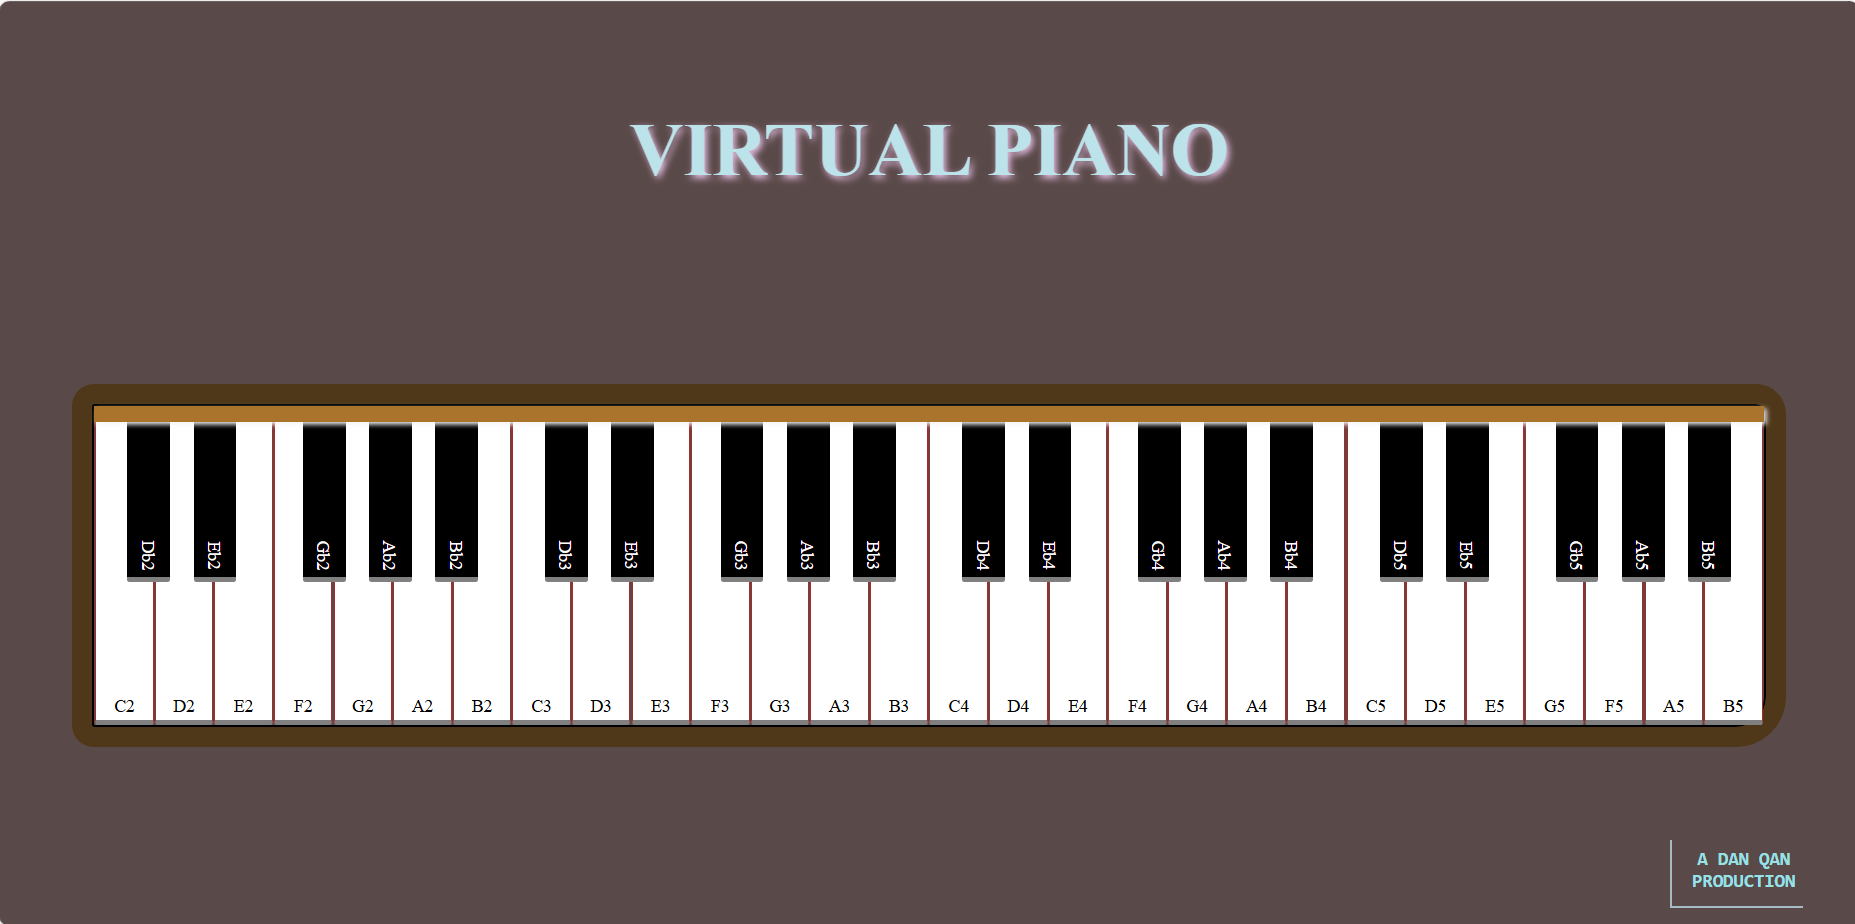 VIRTUAL PIANO
Db2 Eb2 Gb2 Ab2 Bb2 Db3 Eb3 Gb3 Ab3 Bb3 Db4 Eb4 Gb4 Ab4 Bb4 Db5 Eb5 Gb5 Ab5 Bb5
C2 D2 E2 F2 G2 A2 B2 C3 D3 E3 F3 G3 A3 B3 C4 D4 E4 F4 G4 A4 B4 C5 D5 E5 G5 F5 A5 B5
A DAN QAN
PRODUCTION